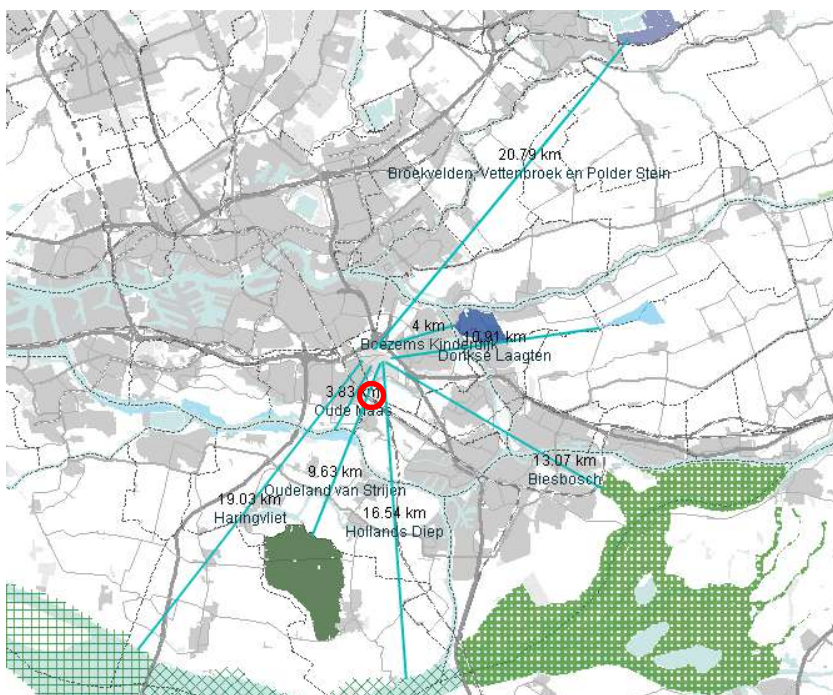 20.79 km
Broekvelden, Vettenbroek en Polder Stein
4 km
Boezems Kinderdijk
10.91 km
Donkse Laagten
3.83 km
Oude Maas
13.07 km
Biesbosch
9.63 km
Oudeland van Strijen
19.03 km
Haringvliet
16.54 km
Hollands Diep